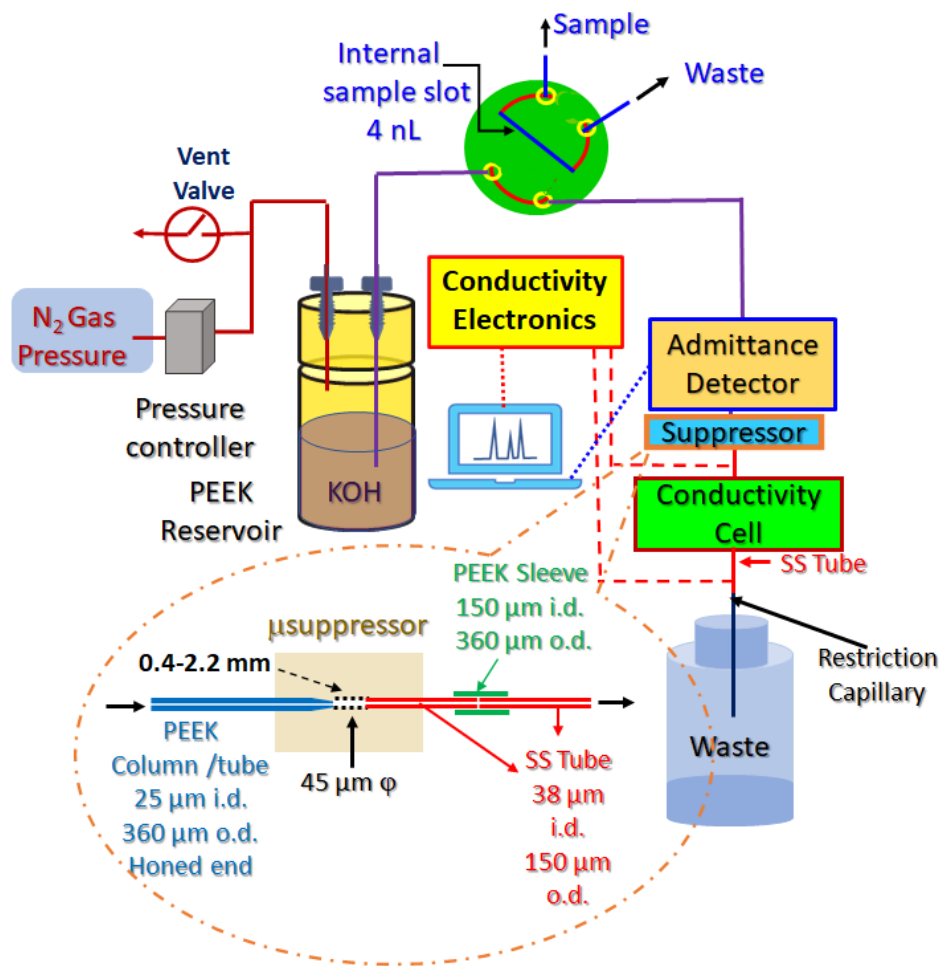 Sample
Internal
sample slot
4 nL
Waste
Vent
Valve
N2 Gas
Pressure
Pressure
controller
PEEK
Reservoir
KOH
Conductivity
Electronics
Admittance
Detector
Suppressor
Conductivity
Cell
SS Tube
Restriction
Capillary
Waste
PEEK Sleeve
150 µm i.d.
360 µm o.d.
µsuppressor
0.4-2.2 mm
PEEK
Column /tube
25 µm i.d.
360 µm o.d.
Honed end
45 µm φ
SS Tube
38 µm
i.d.
150 µm
o.d.